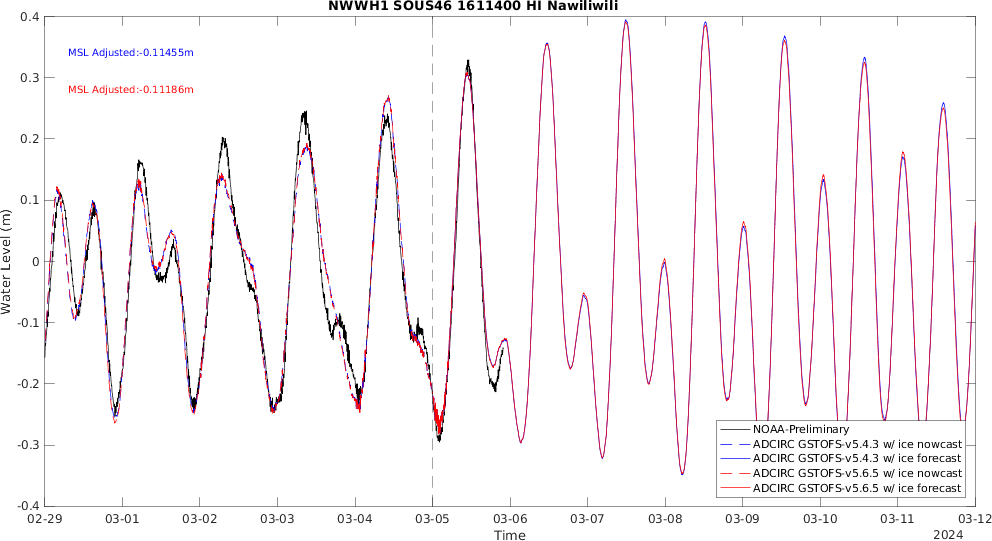 NWWH1 SOUS46 1611400 HI Nawiliwili
MSL Adjusted:-0.11455m
MSL Adjusted:-0.11186m
Water Level (m)
0.4
0.3
0.2
0.1
0
-0.1
-0.2
-0.3
-0.4
NOAA-Preliminary
ADCIRC GSTOFS-v5.4.3 w/ ice nowcast
ADCIRC GSTOFS-v5.4.3 w/ ice forecast
ADCIRC GSTOFS-v5.6.5 w/ ice nowcast
ADCIRC GSTOFS-v5.6.5 w/ ice forecast
02-29 03-01 03-02 03-03 03-04 03-05 03-06 03-07 03-08 03-09 03-10 03-11 03-12
Time
2024